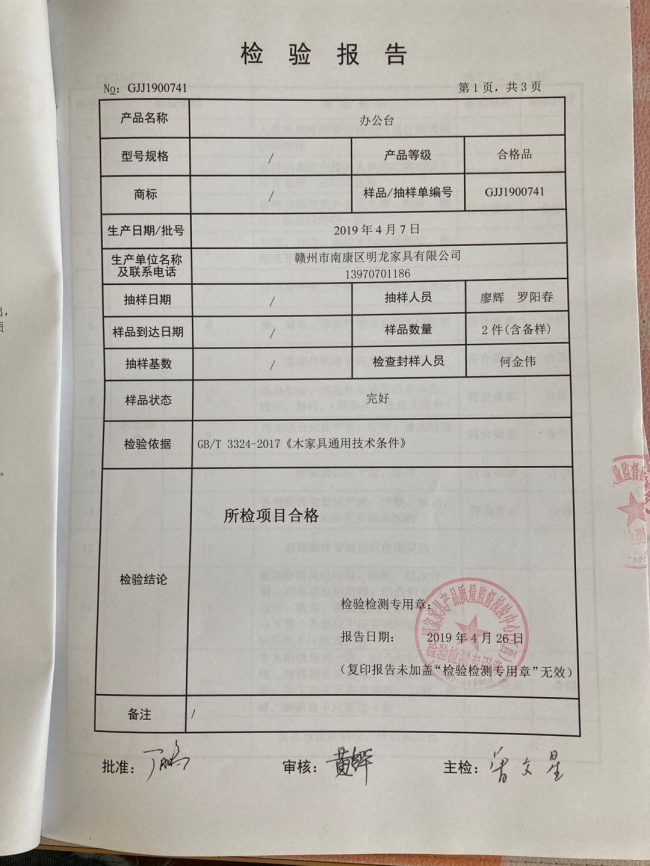 检验报告
No: GJJ1900741
第1页，共3页
产品名称
办公台
型号规格
/
产品等级
合格品
商标
/
样品/抽样单编号
GJJ1900741
生产日期/批号
2019年4月7日
生产单位名称
及联系电话
赣州市南康区明龙家具有限公司
13970701186
抽样日期
/
抽样人员
廖辉 罗阳春
样品到达日期
/
样品数量
2件(含备样)
抽样基数
/
检查封样人员
何金伟
样品状态
完好
检验依据
GB/T 3324-2017《木家具通用技术条件》
检验结论
所检项目合格
检验检测专用章：
报告日期： 2019年4月26日
(复印报告未加盖“检验检测专用章”无效)
备注
/
批准：
审核：
主检：曾文星